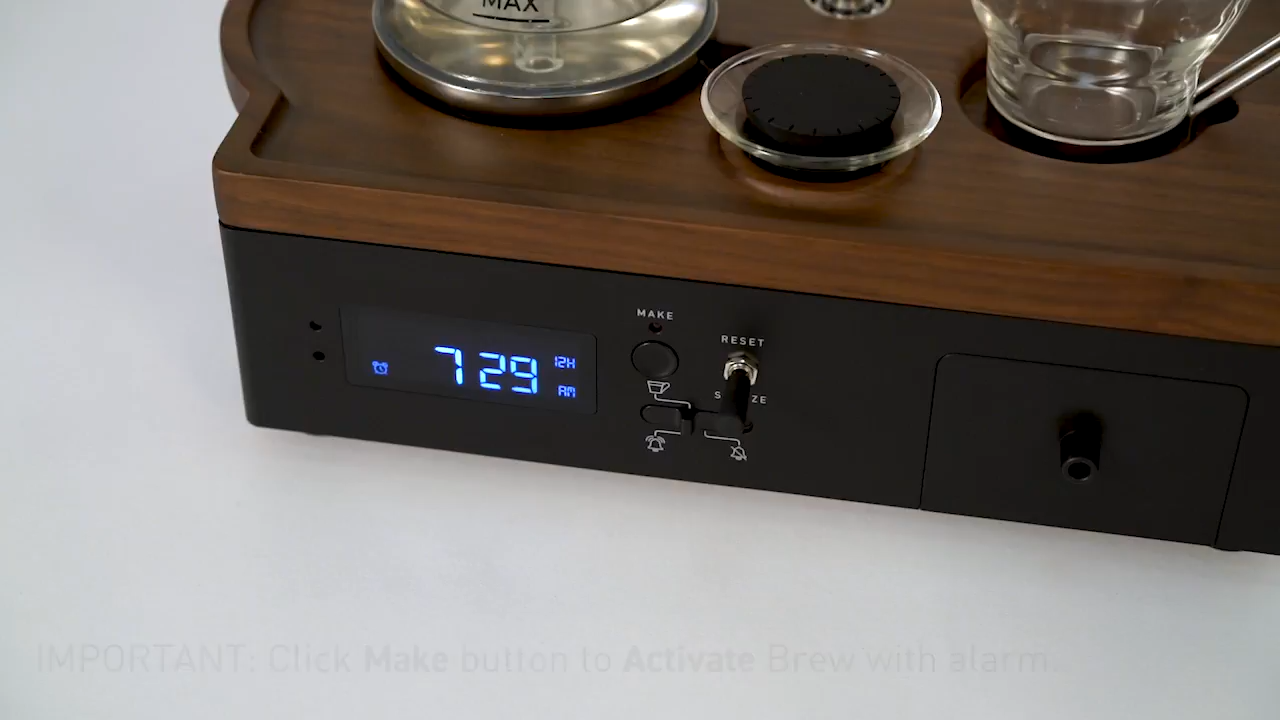 MAX
MAKE
RESET
7 29
12H
AM
IMPORTANT: Click Make button to Activate Brew with alarm.